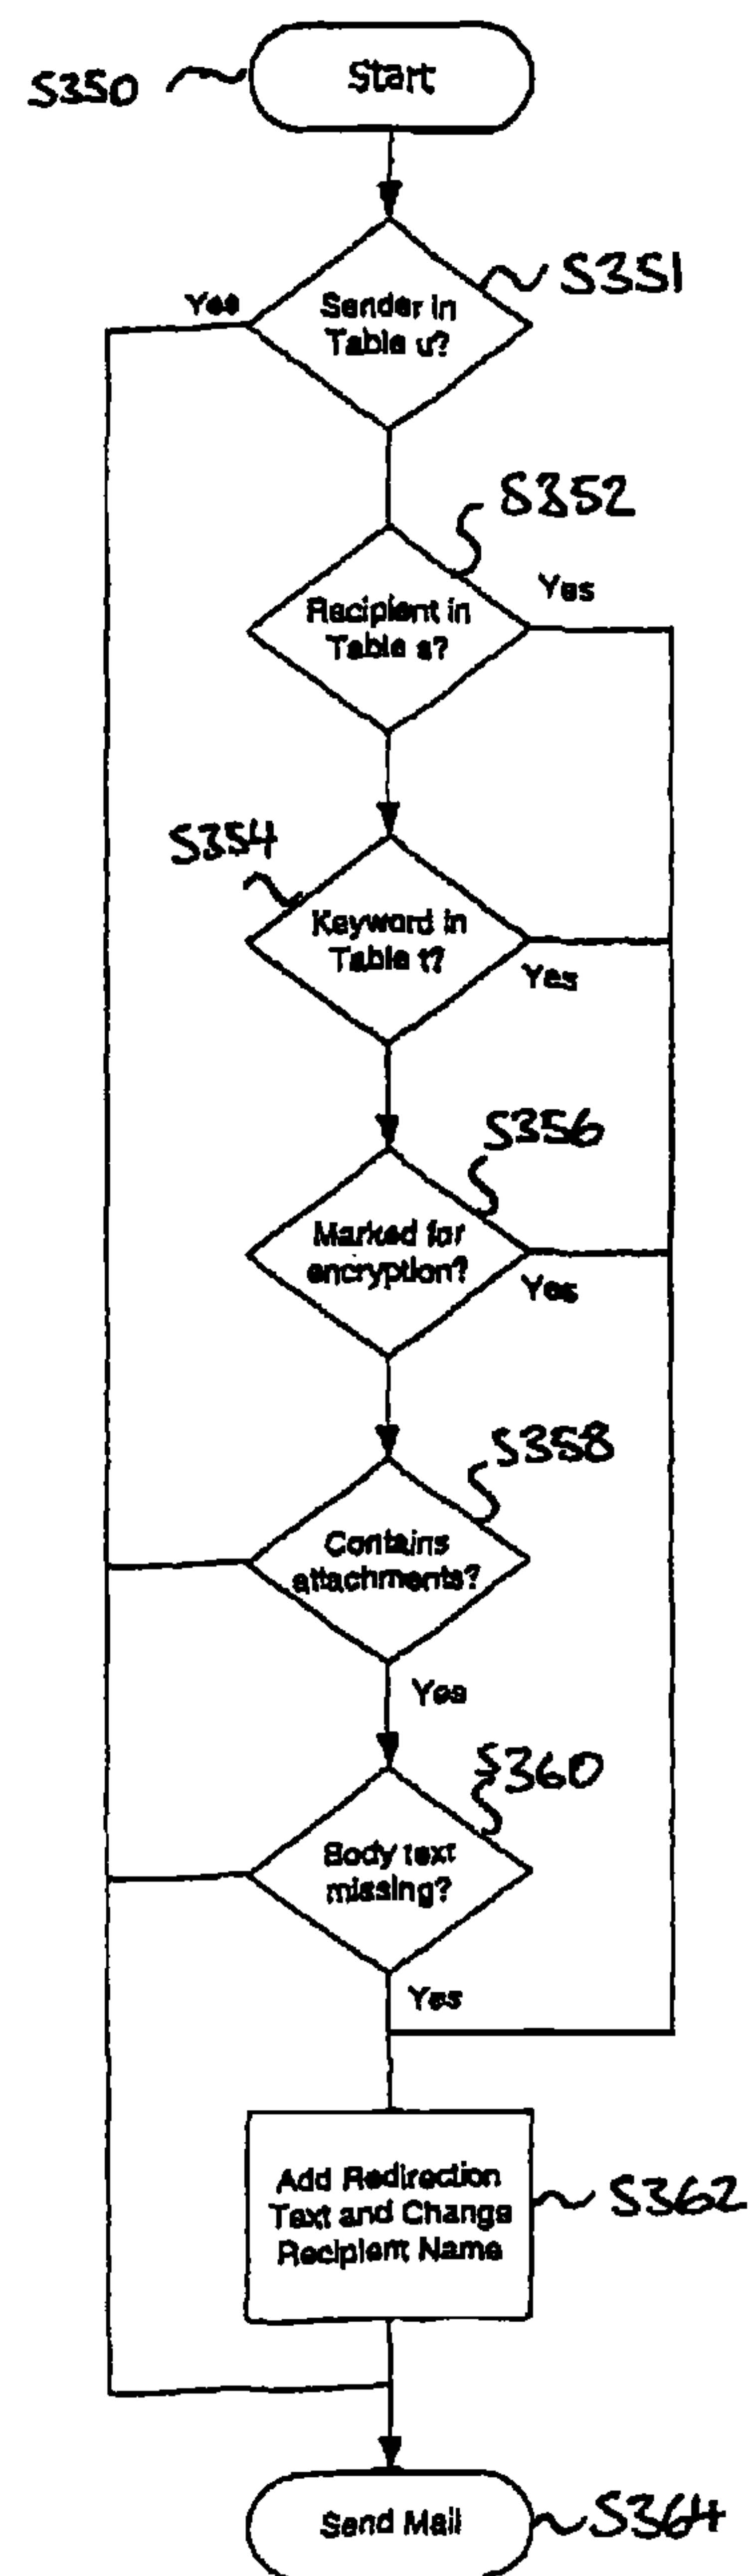 S350
Start
S351
Yes
Sender in
Table u?
S352
Yes
Recipient in
Table s?
S354
Keyword in
Table t?
Yes
S356
Marked for
encryption?
Yes
S358
Contains
attachments?
Yes
S360
Body text
missing?
Yes
Add Redirection
Text and Change
Recipient Name
S362
Send Mail
S364